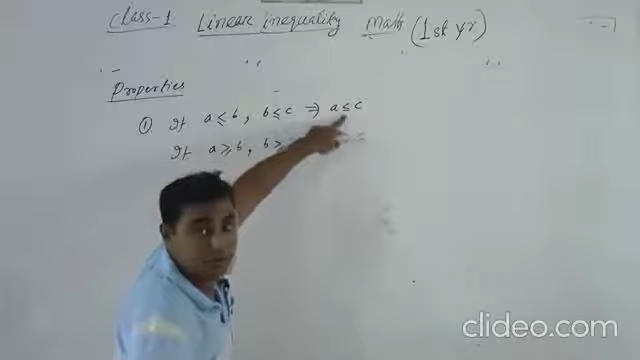 Class-1 Linear inequality Math (1st yr)
Properties
① If a ≤ b, b ≤ c ⇒ a ≤ c
If a ≥ b, b ≥
clideo.com